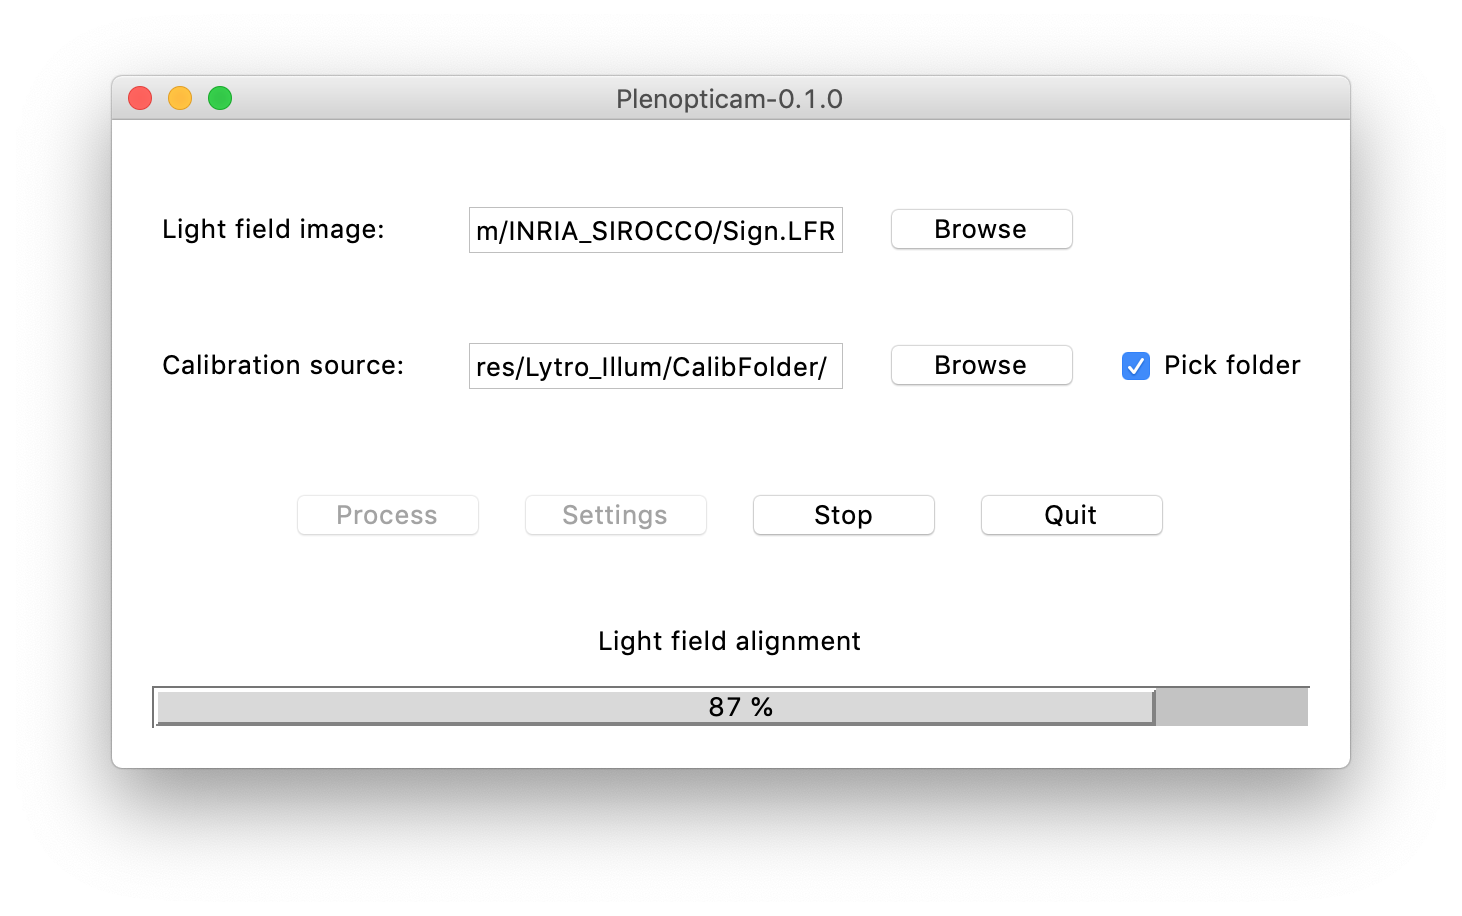 Plenopticam-0.1.0
Light field image: m/INRIA_SIROCCO/Sign.LFR Browse
Calibration source: res/Lytro_Illum/CalibFolder/ Browse Pick folder
Process Settings Stop Quit
Light field alignment
87 %